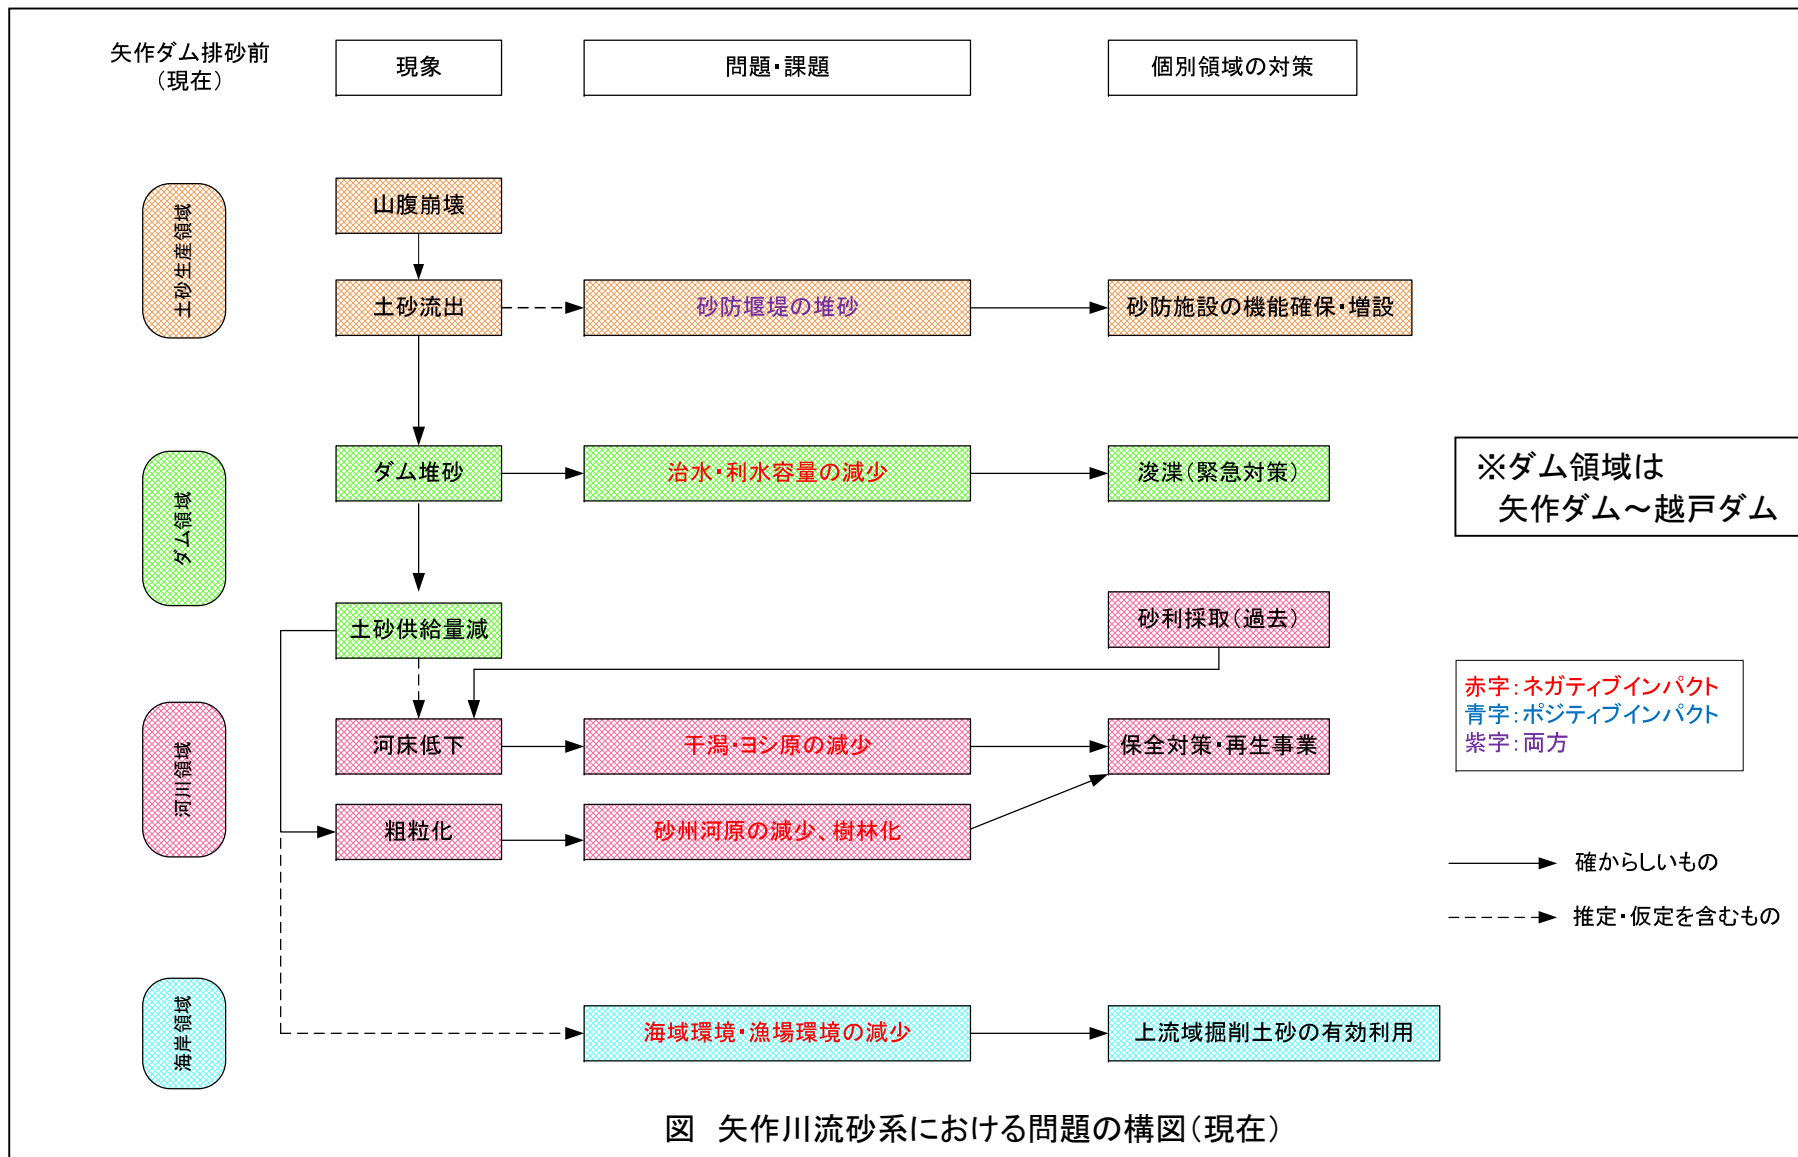 矢作ダム排砂前
（現在）
現象
問題・課題
個別領域の対策
土砂生産領域
山腹崩壊
土砂流出
砂防堰堤の堆砂
砂防施設の機能確保・増設
ダム領域
ダム堆砂
治水・利水容量の減少
浚渫（緊急対策）
※ダム領域は
矢作ダム～越戸ダム
土砂供給量減
砂利採取（過去）
赤字：ネガティブインパクト
青字：ポジティブインパクト
紫字：両方
河川領域
河床低下
干潟・ヨシ原の減少
保全対策・再生事業
粗粒化
砂州河原の減少、樹林化
確からしいもの
推定・仮定を含むもの
海岸領域
海域環境・漁場環境の減少
上流域掘削土砂の有効利用
図　矢作川流砂系における問題の構図（現在）